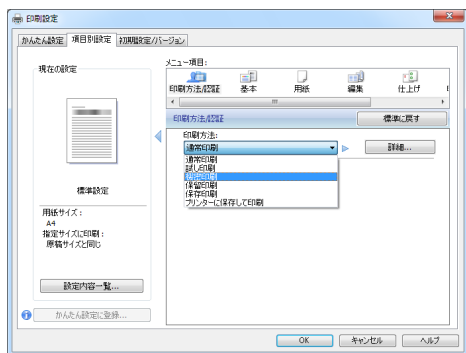 印刷設定
かんたん設定 項目別設定 初期設定/バージョン
現在の設定
メニュー項目:
印刷方法/認証 基本 用紙 編集 仕上げ
印刷方法/認証
標準に戻す
印刷方法:
通常印刷
詳細...
通常印刷
試し印刷
機密印刷
保留印刷
保存印刷
プリンターに保存して印刷
標準設定
用紙サイズ:
A4
指定サイズに印刷:
原稿サイズと同じ
設定内容一覧...
かんたん設定に登録...
OK キャンセル ヘルプ